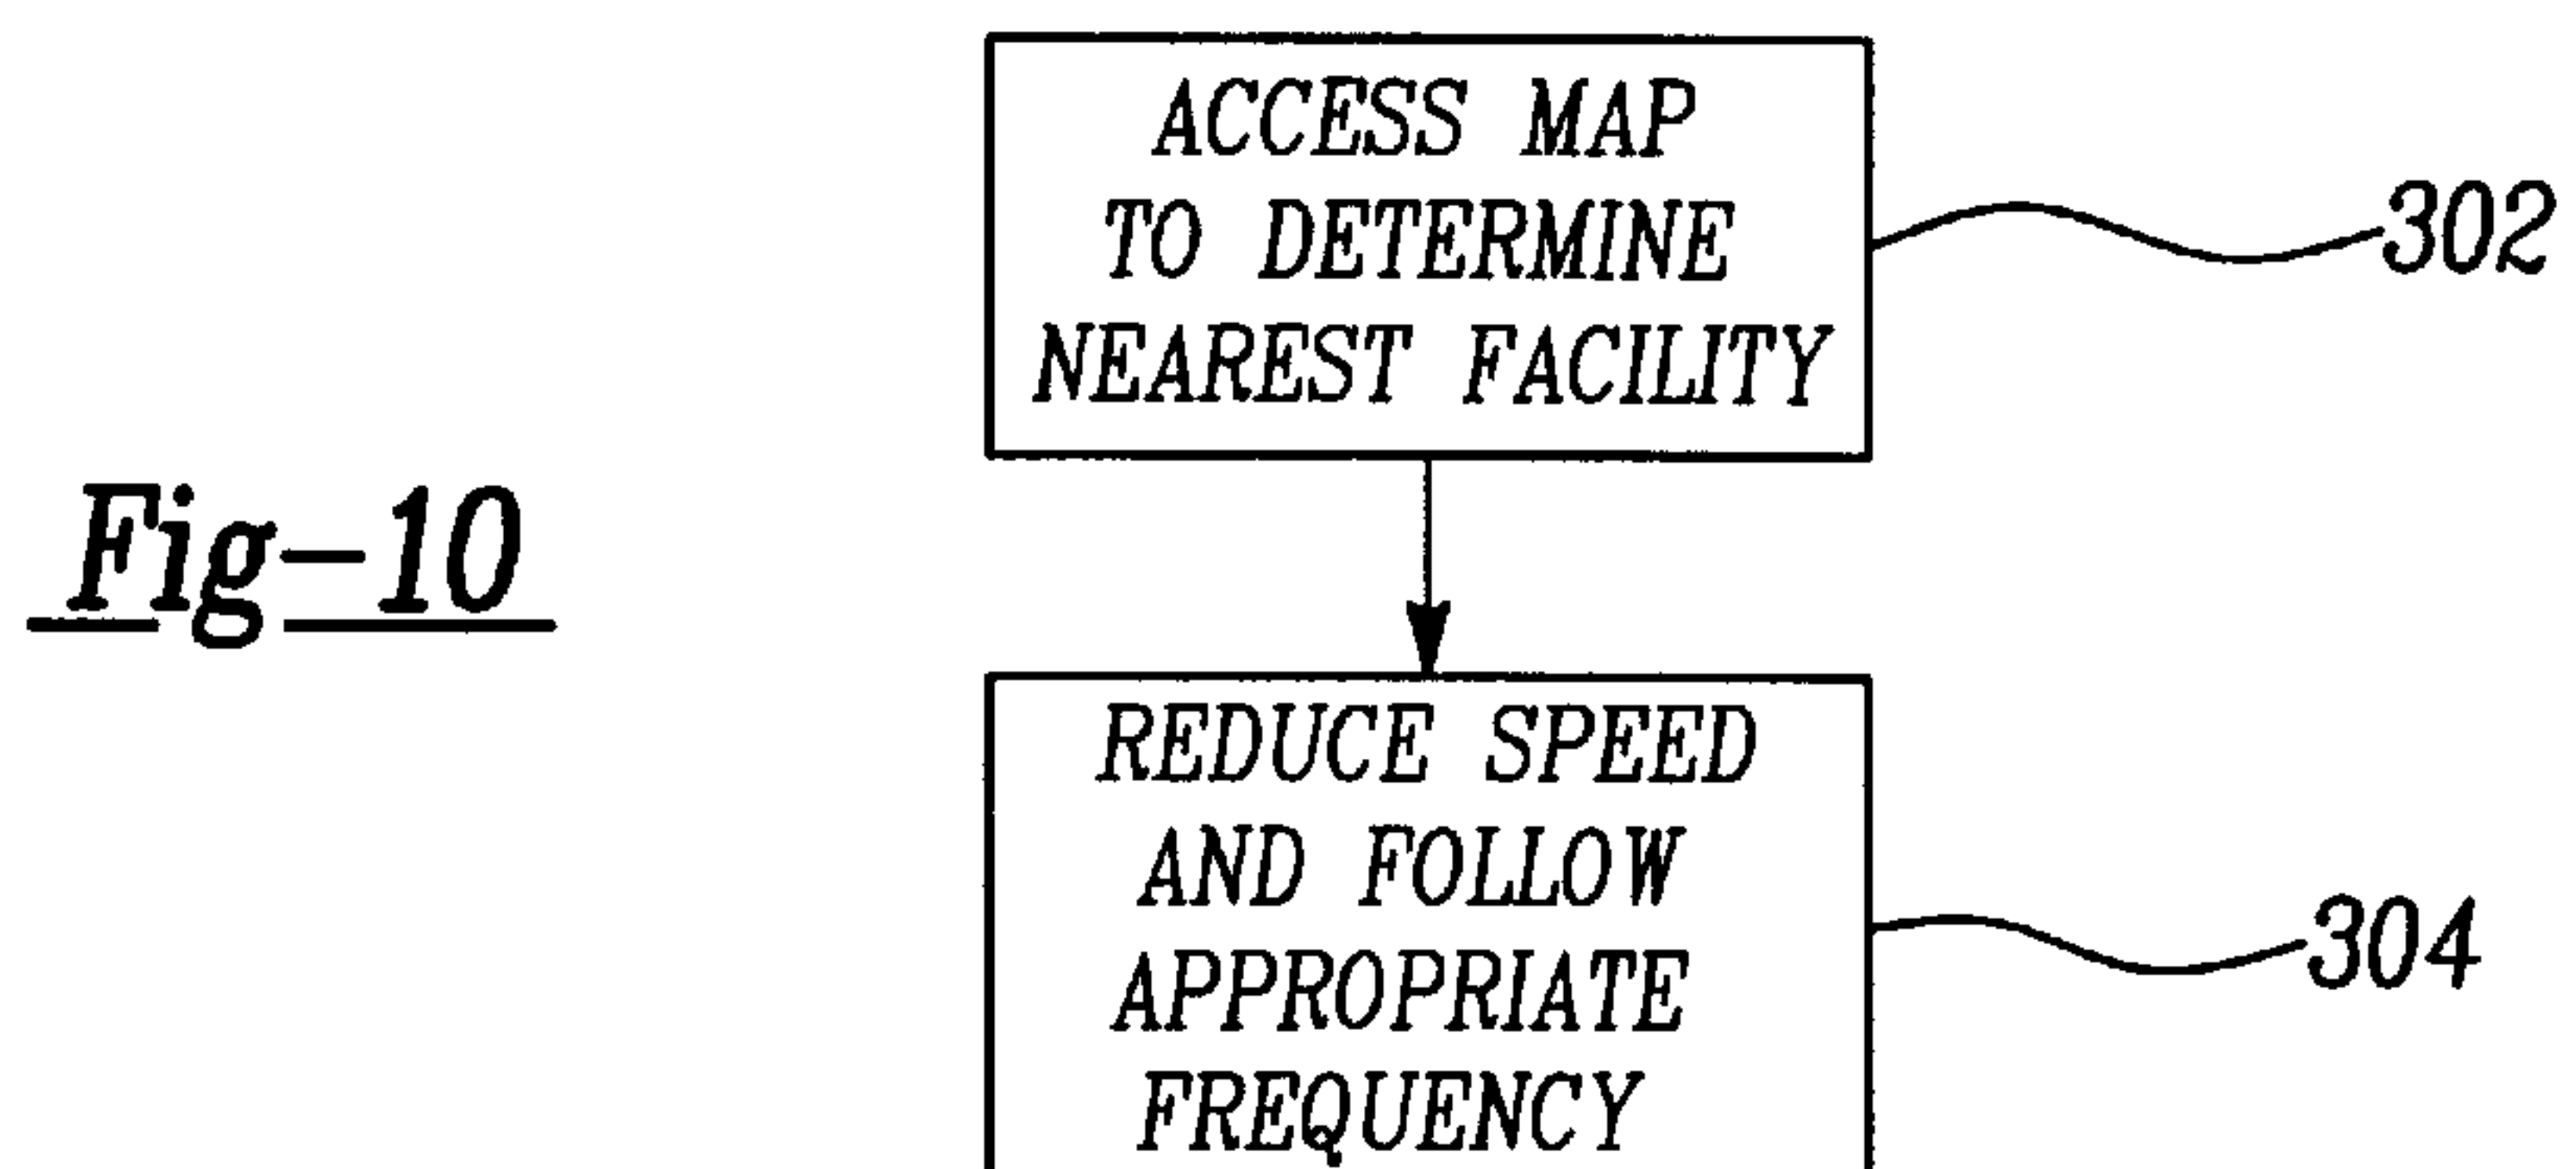 ACCESS MAP
TO DETERMINE
NEAREST FACILITY
302
Fig-10
REDUCE SPEED
AND FOLLOW
APPROPRIATE
FREQUENCY
304